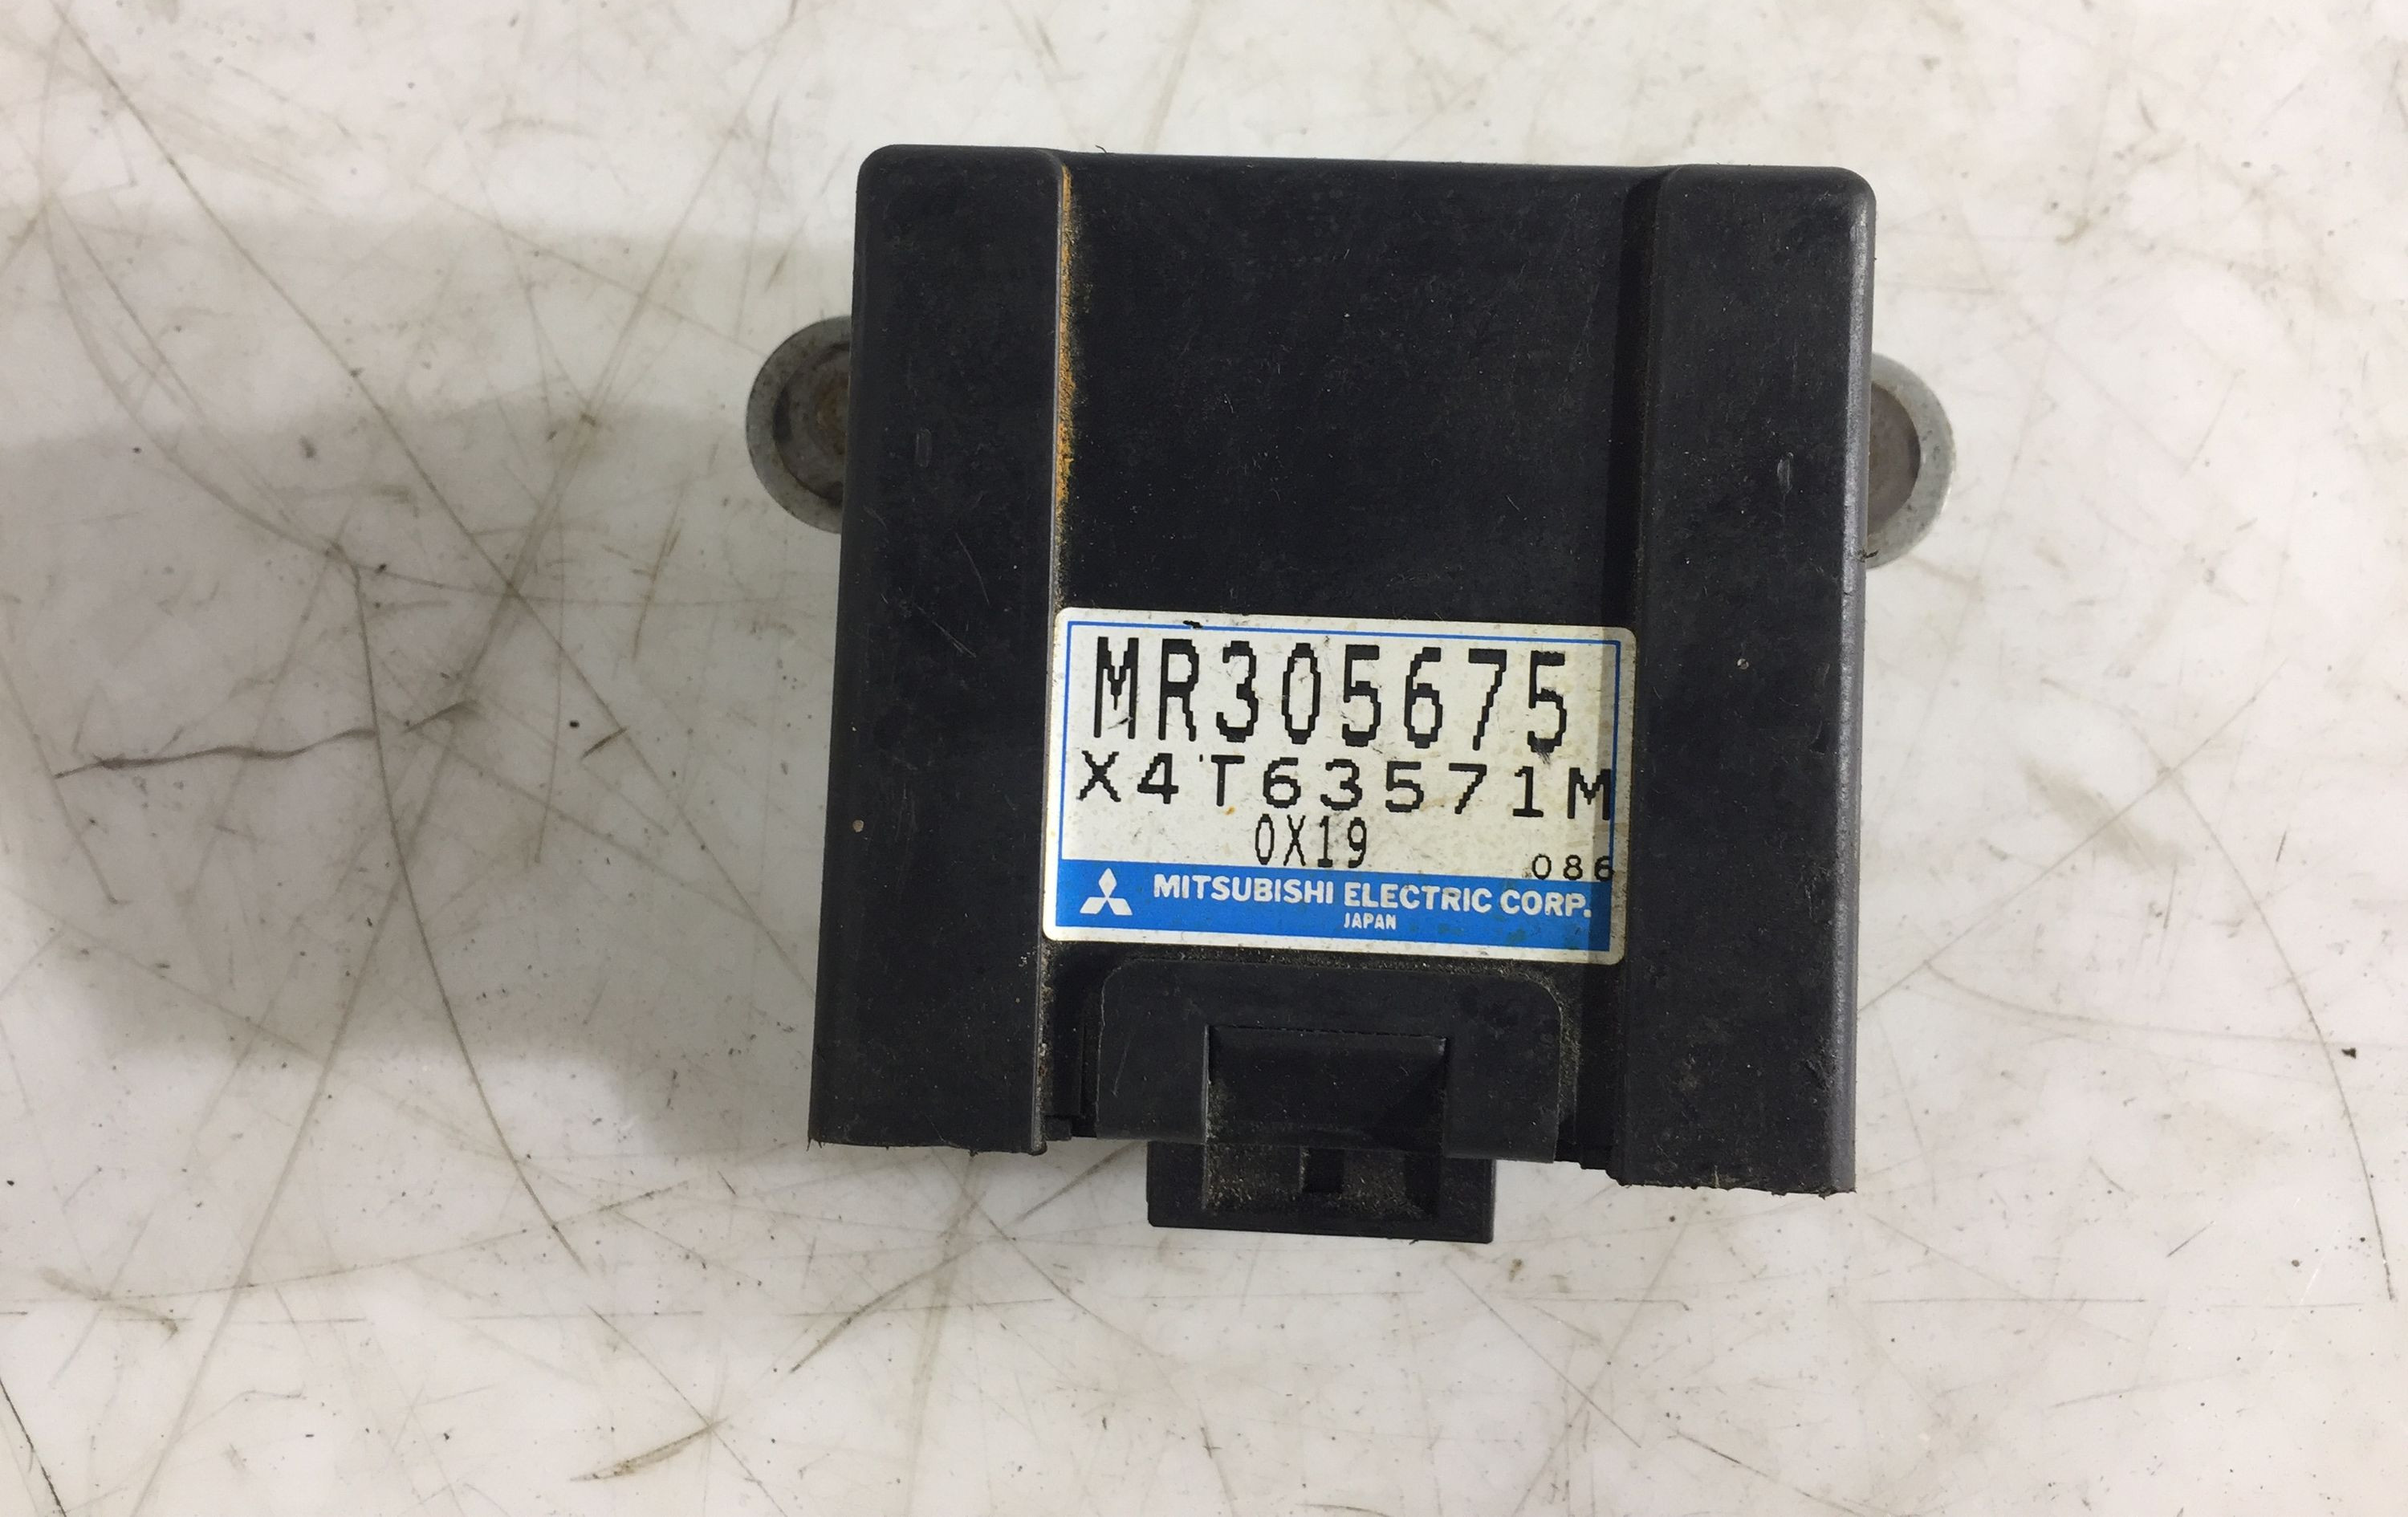 MR305675
X4T63571M
0X19
086
MITSUBISHI ELECTRIC CORP.
JAPAN